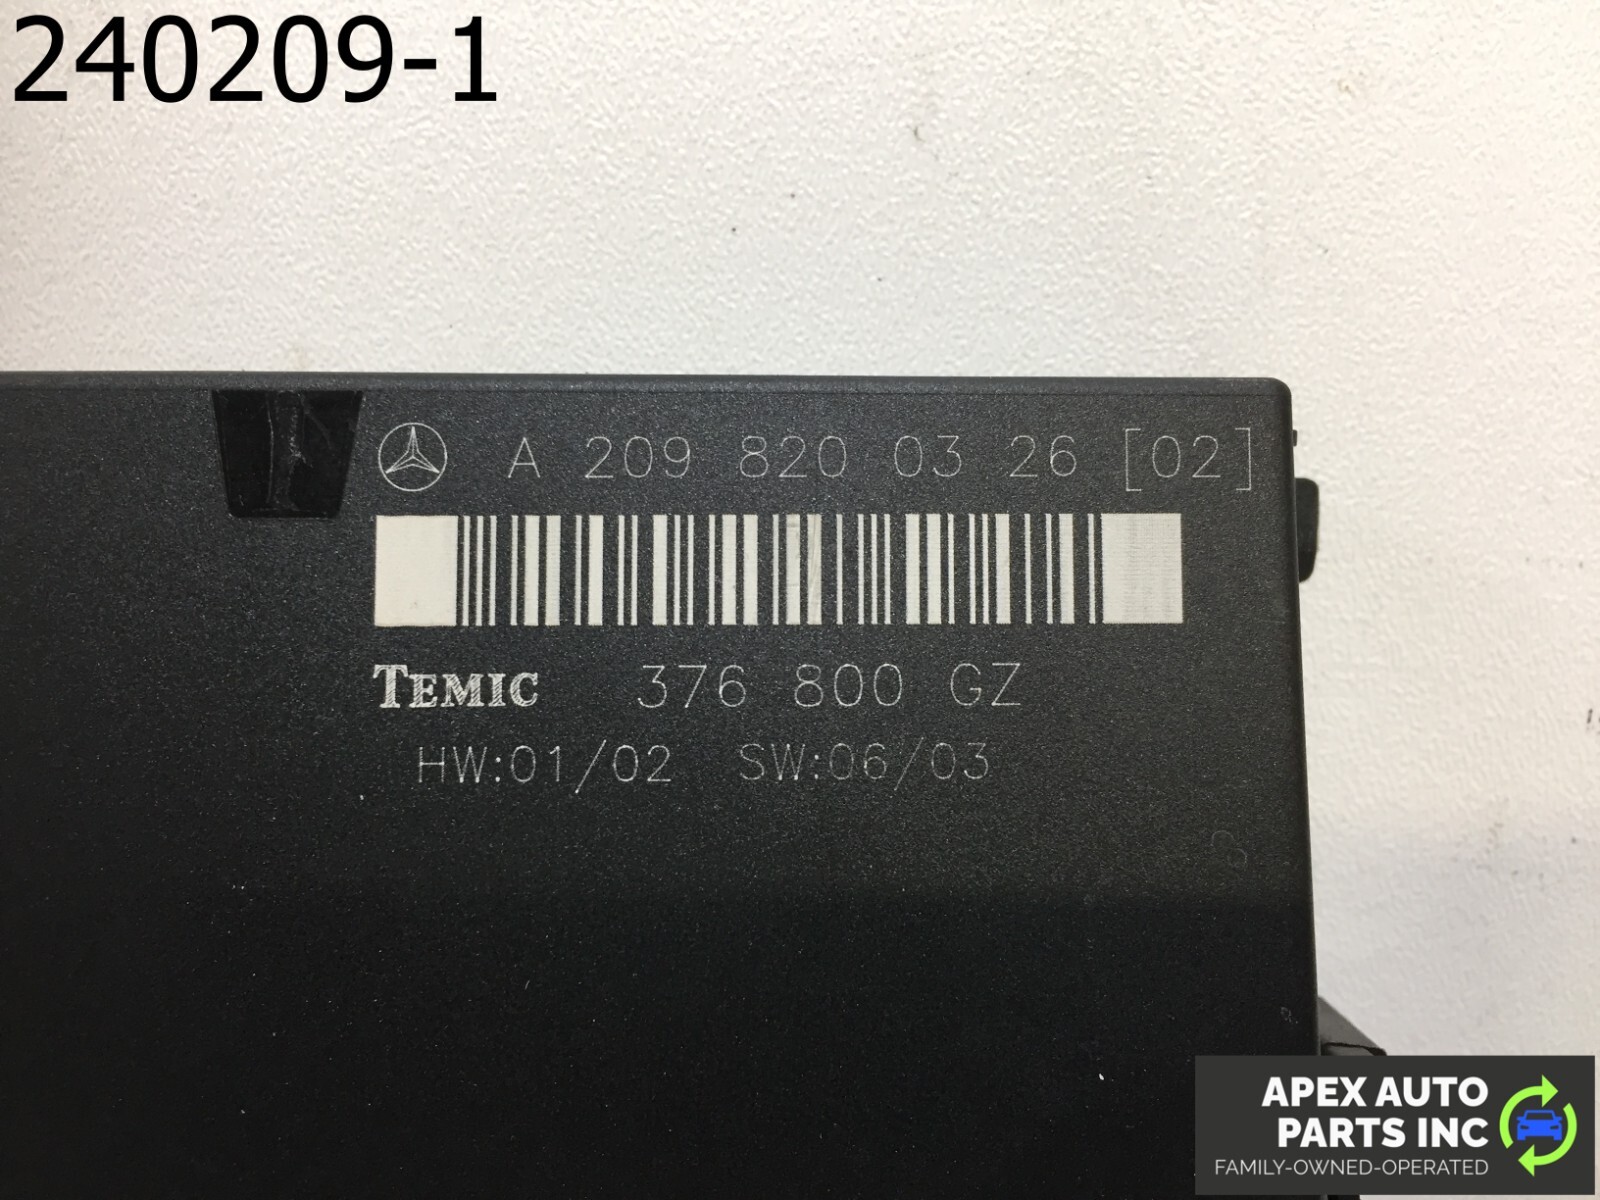 240209-1
A 209 820 03 26 [02]
TEMIC 376 800 GZ
HW:01/02 SW:06/03
APEX AUTO
PARTS INC
FAMILY-OWNED-OPERATED